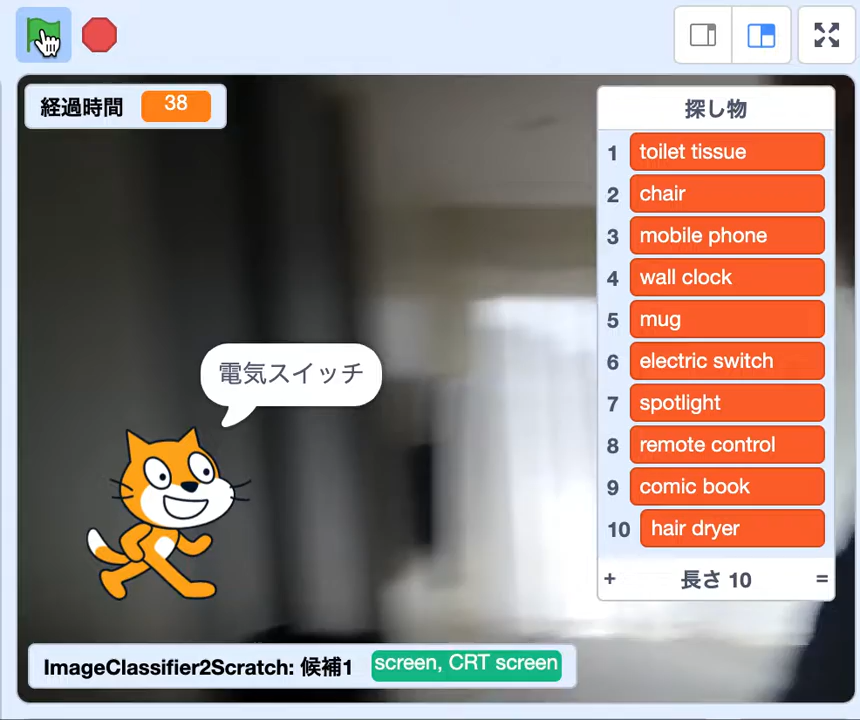 経過時間 38
探し物
1 toilet tissue
2 chair
3 mobile phone
4 wall clock
5 mug
6 electric switch
7 spotlight
8 remote control
9 comic book
10 hair dryer
+ 長さ 10 =
電気スイッチ
ImageClassifier2Scratch: 候補1 screen, CRT screen